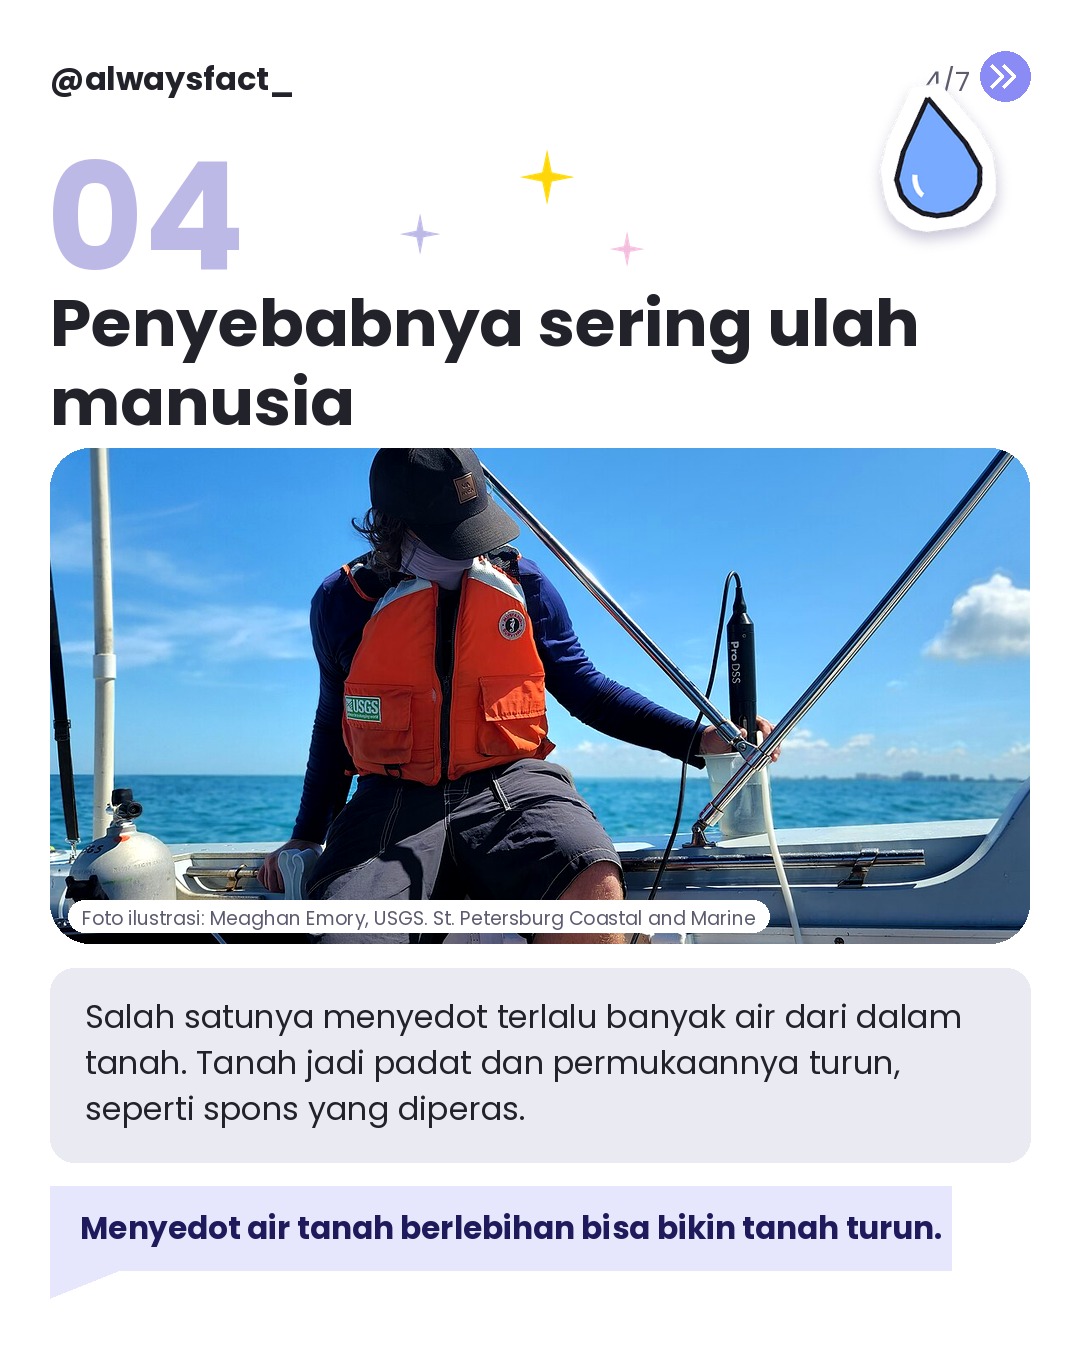 @alwaysfact_
4/7
04
Penyebabnya sering ulah
manusia
Pro DSS
USGS
Foto ilustrasi: Meaghan Emory, USGS. St. Petersburg Coastal and Marine
Salah satunya menyedot terlalu banyak air dari dalam
tanah. Tanah jadi padat dan permukaannya turun,
seperti spons yang diperas.
Menyedot air tanah berlebihan bisa bikin tanah turun.